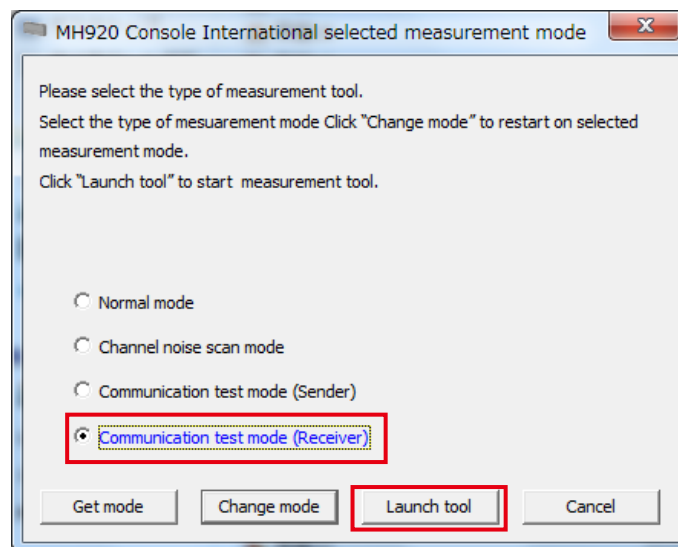 MH920 Console International selected measurement mode
Please select the type of measurement tool.
Select the type of mesuarement mode Click “Change mode” to restart on selected
measurement mode.
Click “Launch tool” to start measurement tool.
Normal mode
Channel noise scan mode
Communication test mode (Sender)
Communication test mode (Receiver)
Get mode Change mode Launch tool Cancel